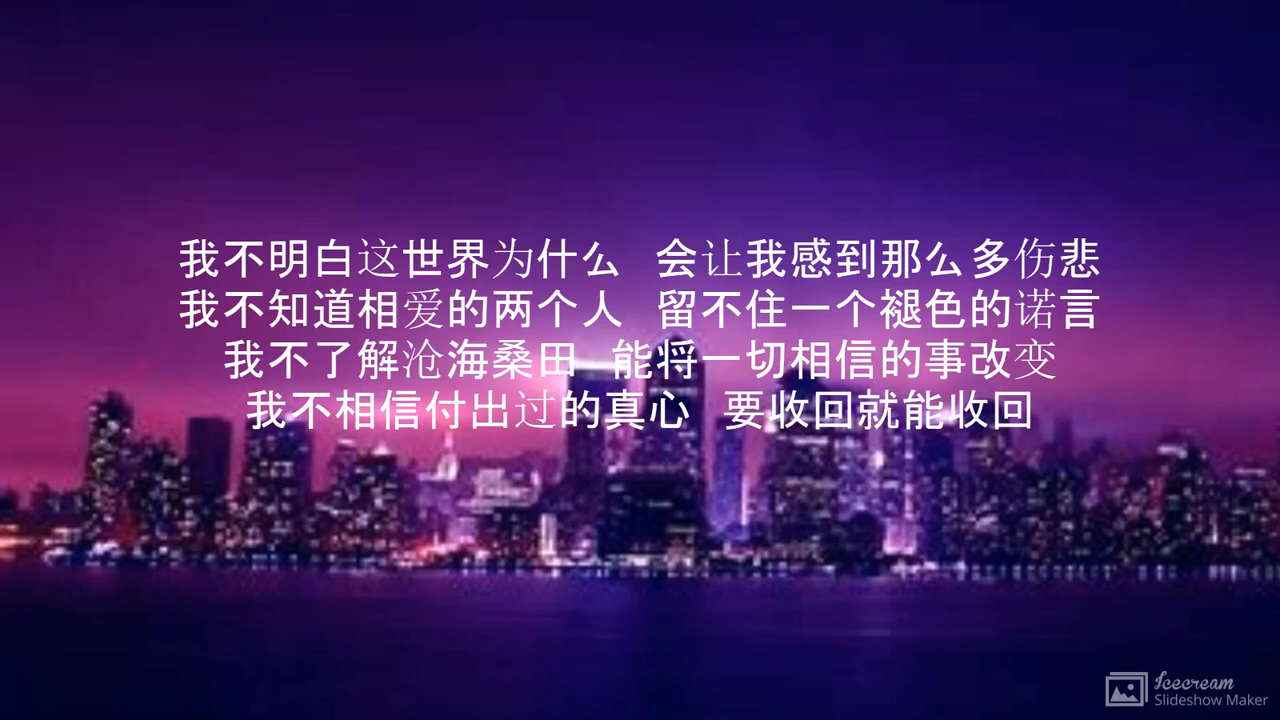 我不明白这世界为什么 会让我感到那么多伤悲
我不知道相爱的两个人 留不住一个褪色的诺言
我不了解沧海桑田 能将一切相信的事改变
我不相信付出过的真心 要收回就能收回
Icecream
Slideshow Maker